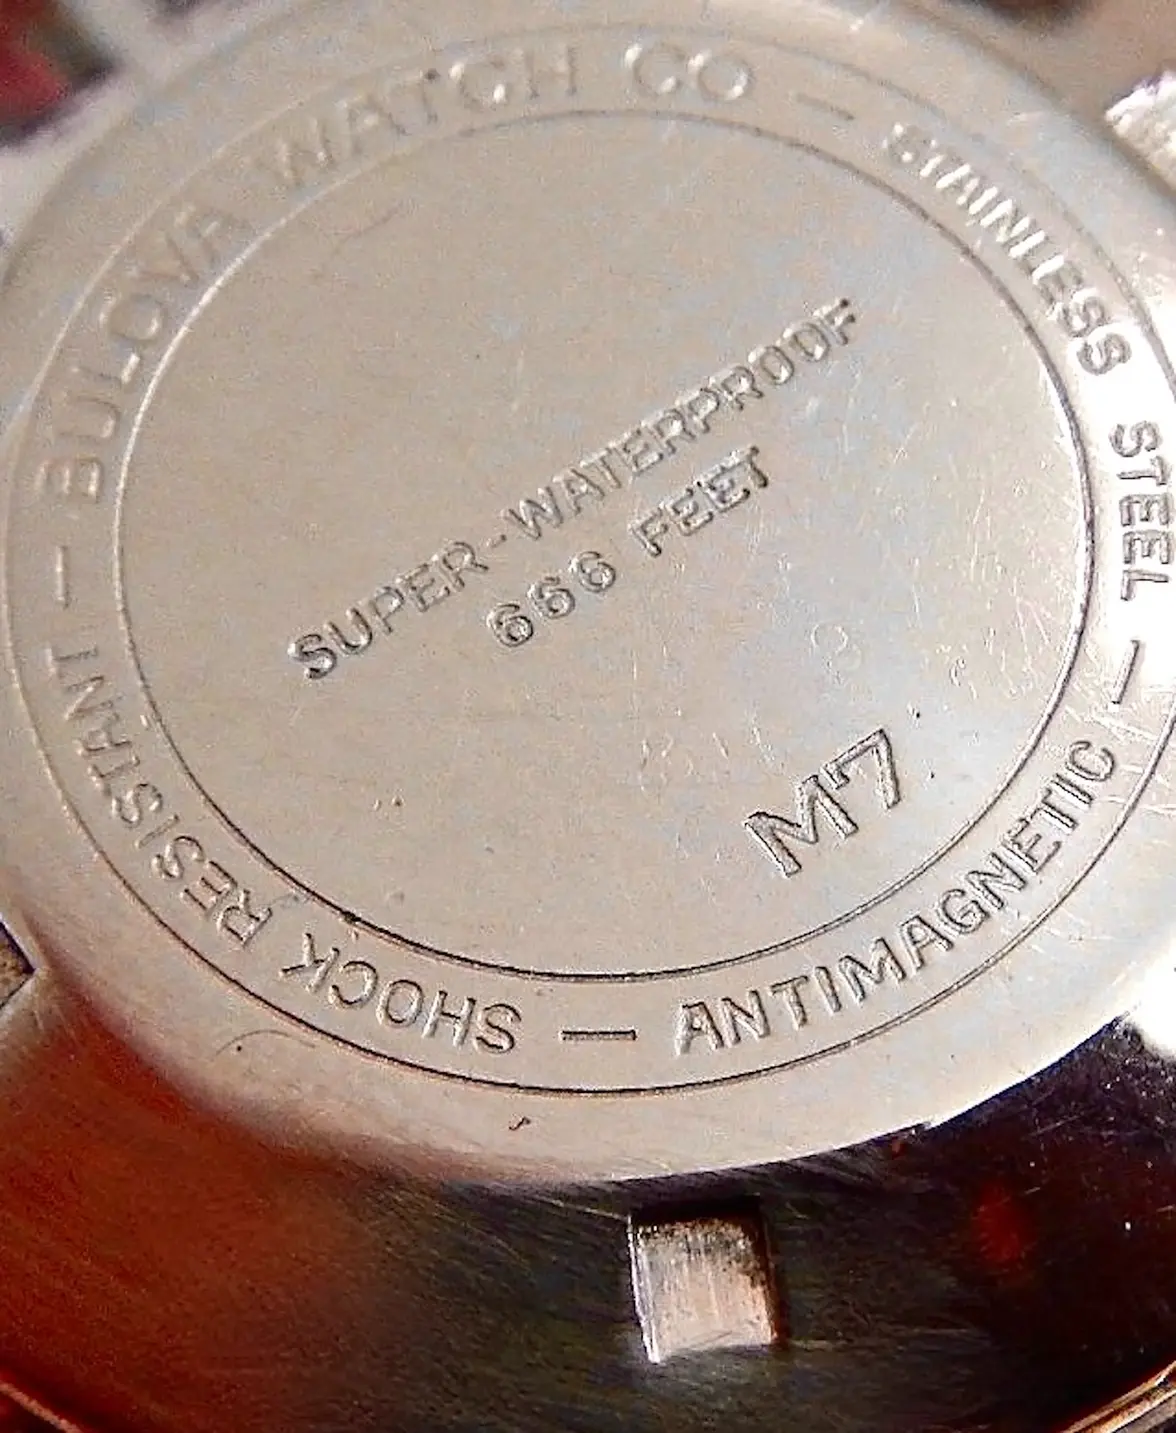 BULOVA WATCH CO — STAINLESS STEEL — ANTIMAGNETIC — SHOCK RESISTANT —
SUPER-WATERPROOF
666 FEET
M7